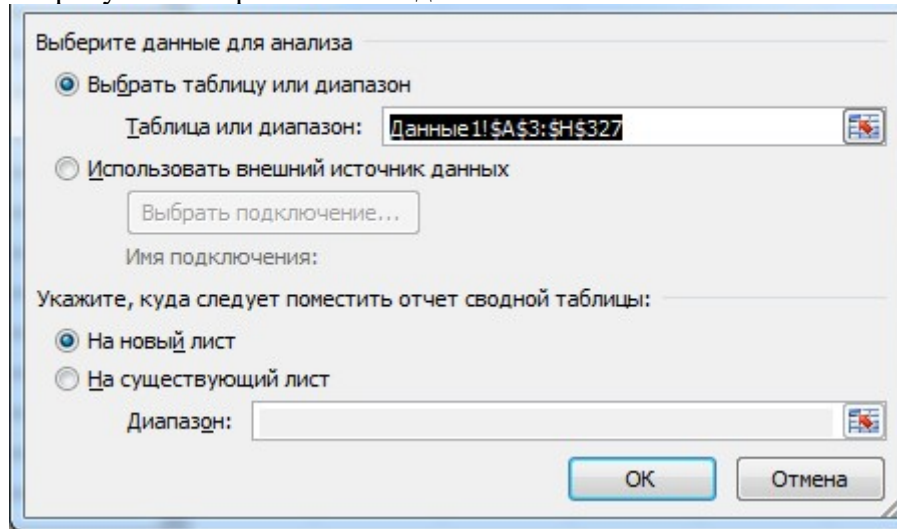 Выберите данные для анализа
Выбрать таблицу или диапазон
Таблица или диапазон: Данные1!$A$3:$H$327
Использовать внешний источник данных
Выбрать подключение...
Имя подключения:
Укажите, куда следует поместить отчет сводной таблицы:
На новый лист
На существующий лист
Диапазон:
ОК Отмена